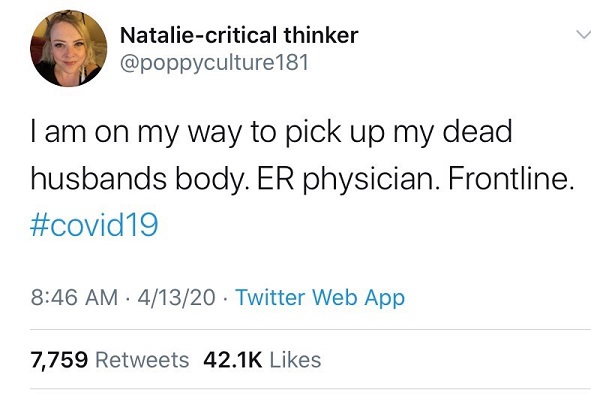 Natalie-critical thinker
@poppyculture181
I am on my way to pick up my dead
husbands body. ER physician. Frontline.
#covid19
8:46 AM · 4/13/20 · Twitter Web App
7,759 Retweets 42.1K Likes